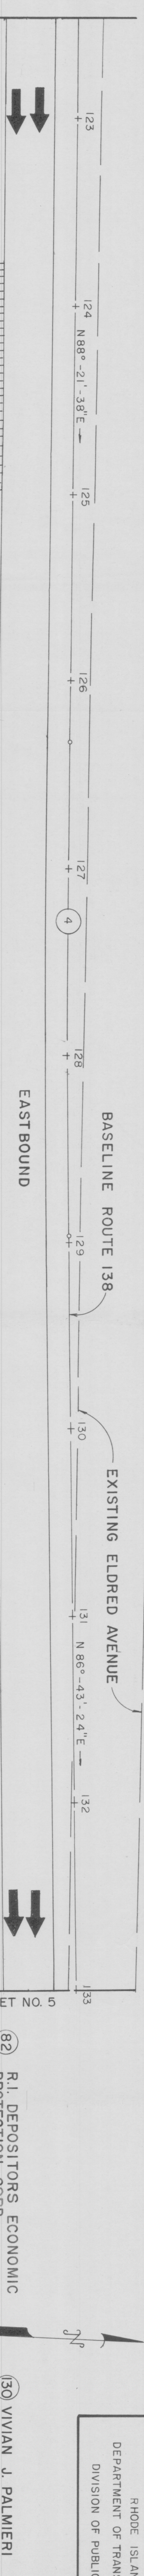 123
124
N 88°-21'-38"E
125
126
127
4
128
129
130
131
N 86°-43'-24"E
132
133
BASELINE ROUTE 138
EXISTING ELDRED AVENUE
EASTBOUND
ET NO. 5
82 R.I. DEPOSITORS ECONOMIC
N
130 VIVIAN J. PALMIERI
RHODE ISLAN
DEPARTMENT OF TRAN
DIVISION OF PUBLIC